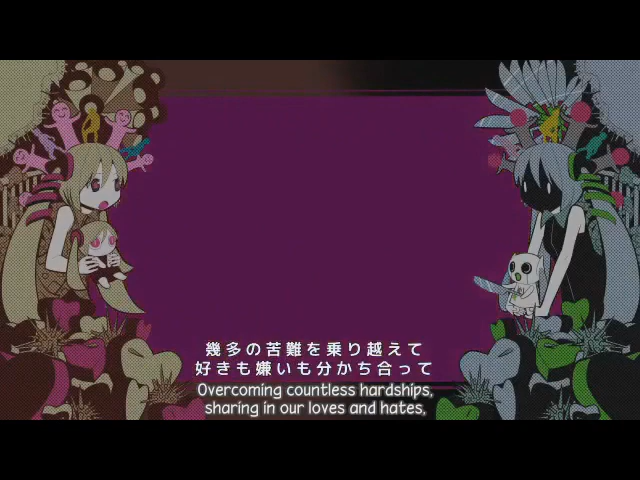 幾多の苦難を乗り越えて
好きも嫌いも分かち合って
Overcoming countless hardships,
sharing in our loves and hates,